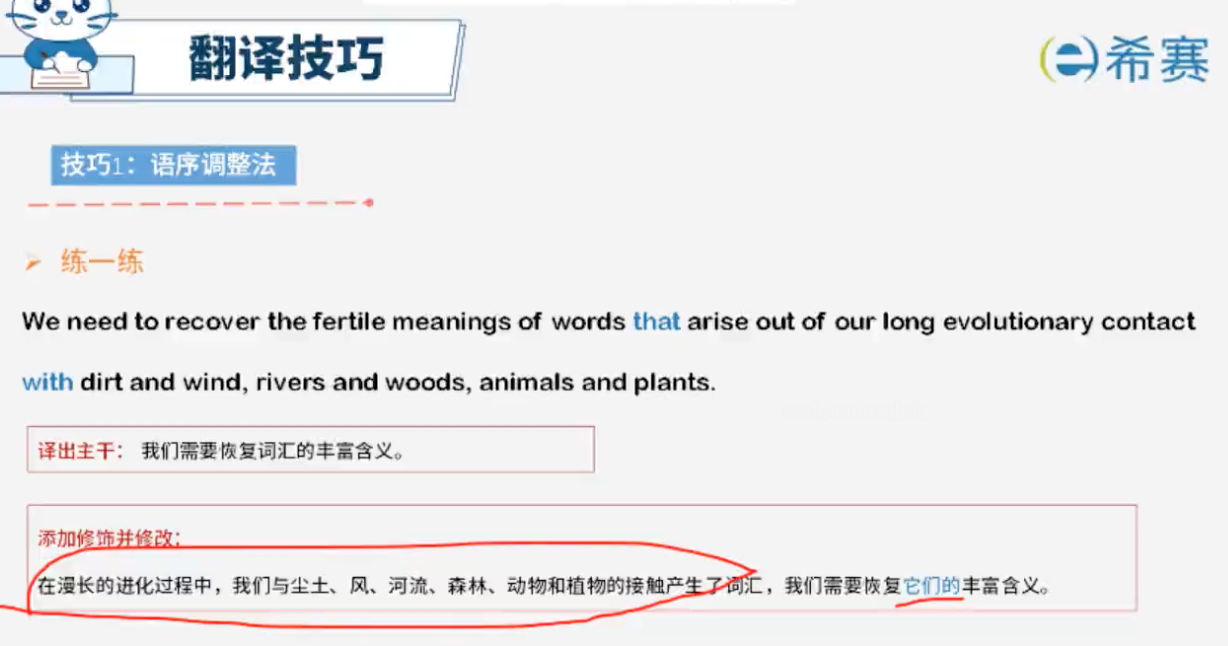 翻译技巧
希赛
技巧1：语序调整法
练一练
We need to recover the fertile meanings of words that arise out of our long evolutionary contact
with dirt and wind, rivers and woods, animals and plants.
译出主干： 我们需要恢复词汇的丰富含义。
添加修饰并修改：
在漫长的进化过程中，我们与尘土、风、河流、森林、动物和植物的接触产生了词汇，我们需要恢复它们的丰富含义。